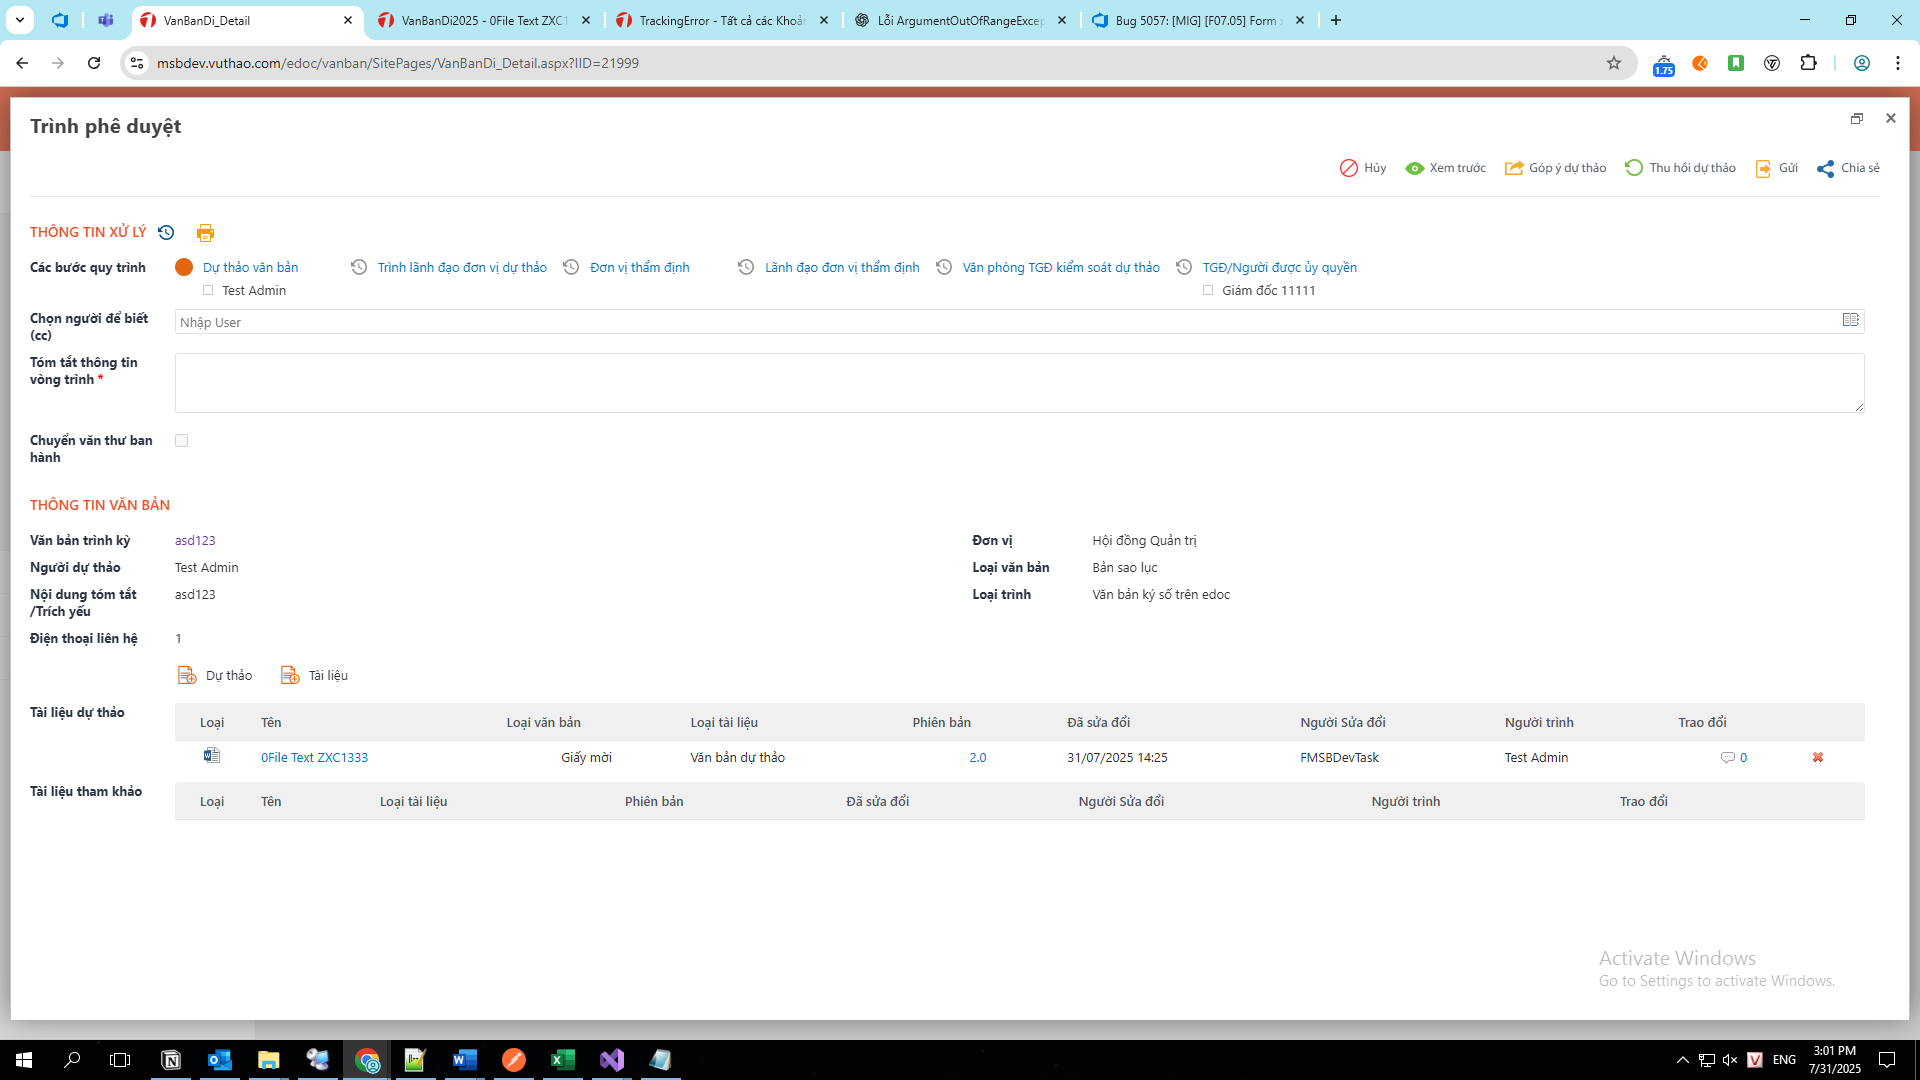 VanBanDi_Detail
VanBanDi2025 - 0File Text ZXC1
TrackingError - Tất cả các Khoản
Lỗi ArgumentOutOfRangeExcep
Bug 5057: [MIG] [F07.05] Form
msbdev.vuthao.com/edoc/vanban/SitePages/VanBanDi_Detail.aspx?IID=21999
1.75
Trình phê duyệt
Hủy Xem trước Góp ý dự thảo Thu hồi dự thảo Gửi Chia sẻ
THÔNG TIN XỬ LÝ
Các bước quy trình Dự thảo văn bản Trình lãnh đạo đơn vị dự thảo Đơn vị thẩm định Lãnh đạo đơn vị thẩm định Văn phòng TGĐ kiểm soát dự thảo TGĐ/Người được ủy quyền
Test Admin Giám đốc 11111
Chọn người để biết
(cc)
Nhập User
Tóm tắt thông tin
vòng trình *
Chuyển văn thư ban
hành
THÔNG TIN VĂN BẢN
Văn bản trình ký asd123 Đơn vị Hội đồng Quản trị
Người dự thảo Test Admin Loại văn bản Bản sao lục
Nội dung tóm tắt
/Trích yếu
asd123 Loại trình Văn bản ký số trên edoc
Điện thoại liên hệ 1
Dự thảo Tài liệu
Tài liệu dự thảo Loại Tên Loại văn bản Loại tài liệu Phiên bản Đã sửa đổi Người Sửa đổi Người trình Trao đổi
0File Text ZXC1333 Giấy mời Văn bản dự thảo 2.0 31/07/2025 14:25 FMSBDevTask Test Admin 0
Tài liệu tham khảo Loại Tên Loại tài liệu Phiên bản Đã sửa đổi Người Sửa đổi Người trình Trao đổi
Activate Windows
Go to Settings to activate Windows.
ENG
3:01 PM
7/31/2025